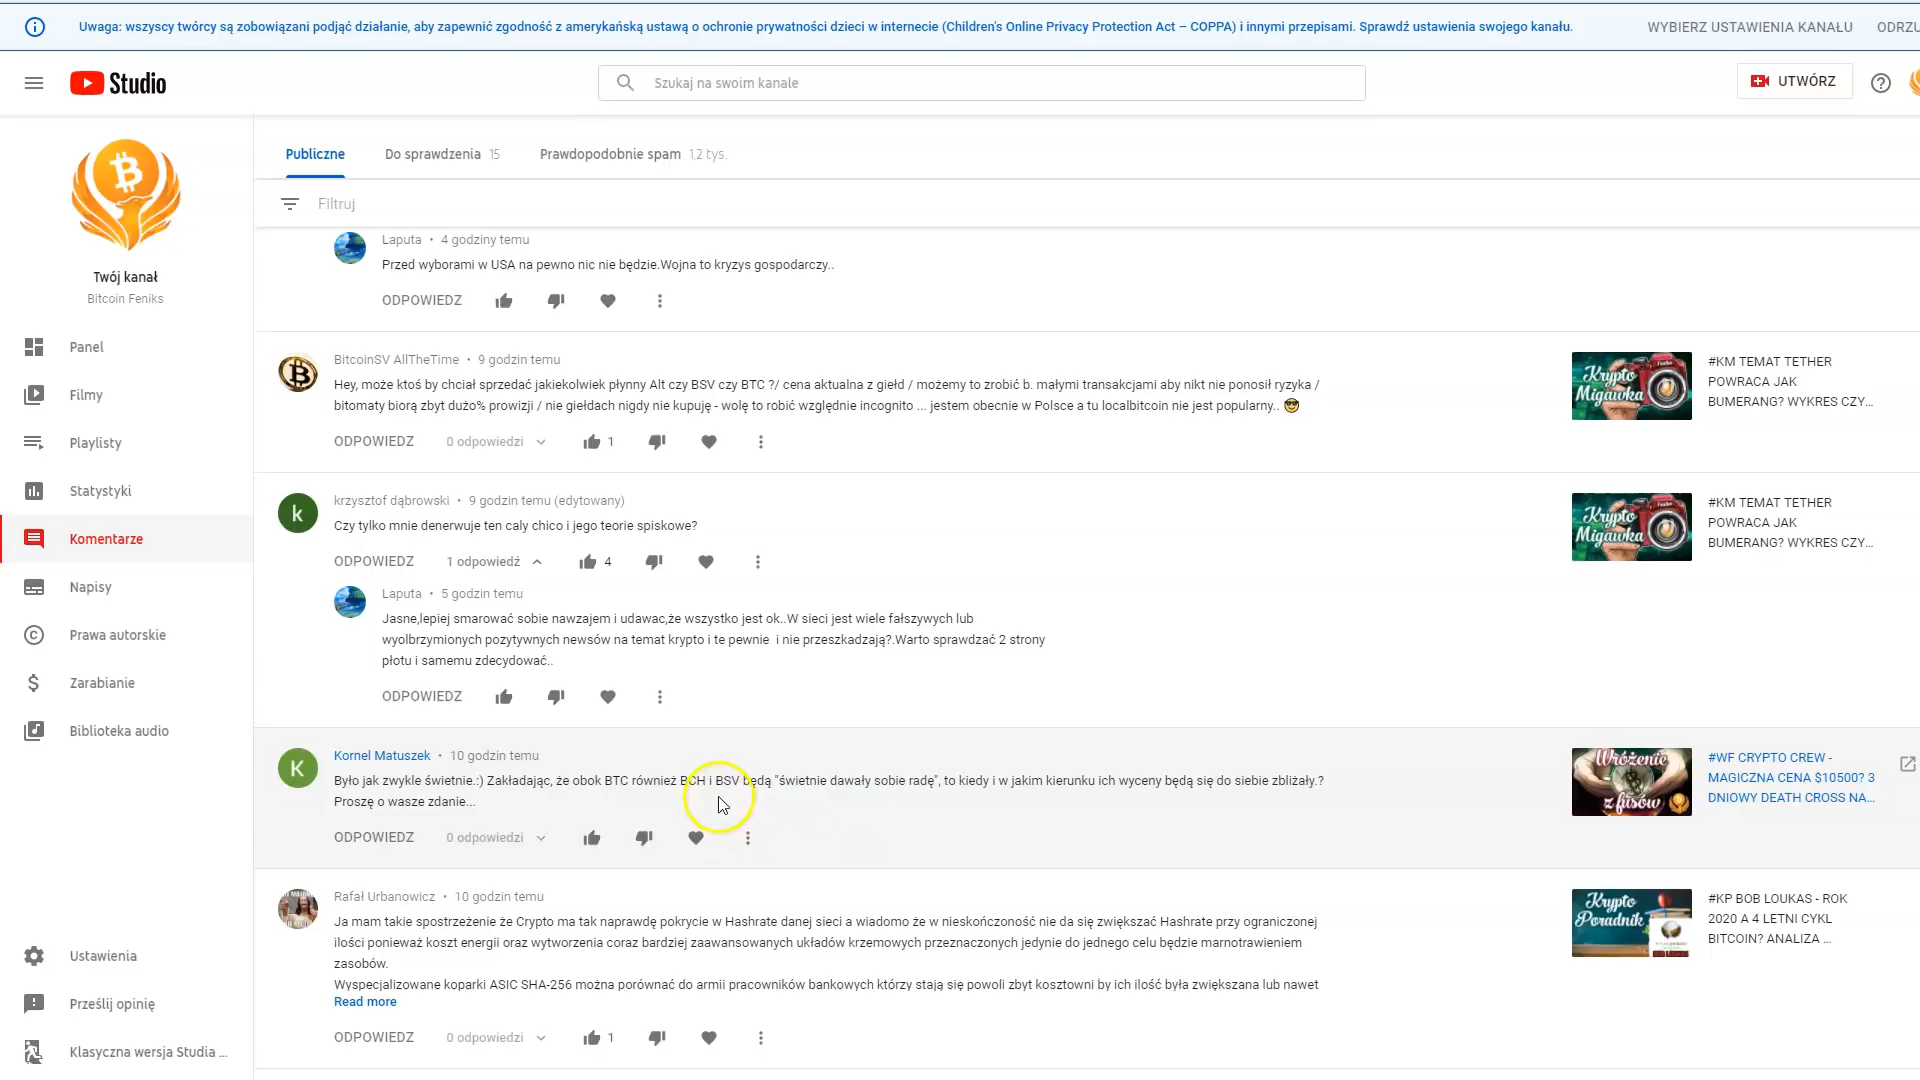 Uwaga: wszyscy twórcy są zobowiązani podjąć działanie, aby zapewnić zgodność z amerykańską ustawą o ochronie prywatności dzieci w internecie (Children's Online Privacy Protection Act – COPPA) i innymi przepisami. Sprawdź ustawienia swojego kanału.
WYBIERZ USTAWIENIA KANAŁU
ODRZU
Studio
Szukaj na swoim kanale
UTWÓRZ
Twój kanał
Bitcoin Feniks
Panel
Filmy
Playlisty
Statystyki
Komentarze
Napisy
Prawa autorskie
Zarabianie
Biblioteka audio
Ustawienia
Prześlij opinię
Klasyczna wersja Studia ...
Publiczne
Do sprawdzenia 15
Prawdopodobnie spam 1,2 tys.
Filtruj
Laputa • 4 godziny temu
Przed wyborami w USA na pewno nic nie będzie.Wojna to kryzys gospodarczy..
ODPOWIEDZ
BitcoinSV AllTheTime • 9 godzin temu
Hey, może ktoś by chciał sprzedać jakiekolwiek płynny Alt czy BSV czy BTC ?/ cena aktualna z giełd / możemy to zrobić b. małymi transakcjami aby nikt nie ponosił ryzyka /
bitomaty biorą zbyt dużo% prowizji / nie giełdach nigdy nie kupuję - wolę to robić względnie incognito ... jestem obecnie w Polsce a tu localbitcoin nie jest popularny.. 😎
ODPOWIEDZ 0 odpowiedzi 1
Krypto
Migawka
#KM TEMAT TETHER
POWRACA JAK
BUMERANG? WYKRES CZY...
k
krzysztof dąbrowski • 9 godzin temu (edytowany)
Czy tylko mnie denerwuje ten caly chico i jego teorie spiskowe?
ODPOWIEDZ 1 odpowiedź 4
Krypto
Migawka
#KM TEMAT TETHER
POWRACA JAK
BUMERANG? WYKRES CZY...
Laputa • 5 godzin temu
Jasne,lepiej smarować sobie nawzajem i udawac,że wszystko jest ok..W sieci jest wiele fałszywych lub
wyolbrzymionych pozytywnych newsów na temat krypto i te pewnie i nie przeszkadzają?.Warto sprawdzać 2 strony
płotu i samemu zdecydować..
ODPOWIEDZ
K
Kornel Matuszek • 10 godzin temu
Było jak zwykle świetnie.:) Zakładając, że obok BTC również BCH i BSV będą "świetnie dawały sobie radę", to kiedy i w jakim kierunku ich wyceny będą się do siebie zbliżały.?
Proszę o wasze zdanie...
ODPOWIEDZ 0 odpowiedzi
Wróżenie
z fusów
#WF CRYPTO CREW -
MAGICZNA CENA $10500? 3
DNIOWY DEATH CROSS NA...
Rafał Urbanowicz • 10 godzin temu
Ja mam takie spostrzeżenie że Crypto ma tak naprawdę pokrycie w Hashrate danej sieci a wiadomo że w nieskończoność nie da się zwiększać Hashrate przy ograniczonej
ilości ponieważ koszt energii oraz wytworzenia coraz bardziej zaawansowanych układów krzemowych przeznaczonych jedynie do jednego celu będzie marnotrawieniem
zasobów.
Wyspecjalizowane koparki ASIC SHA-256 można porównać do armii pracowników bankowych którzy stają się powoli zbyt kosztowni by ich ilość była zwiększana lub nawet
Read more
ODPOWIEDZ 0 odpowiedzi 1
Krypto
Poradnik
#KP BOB LOUKAS - ROK
2020 A 4 LETNI CYKL
BITCOIN? ANALIZA ...